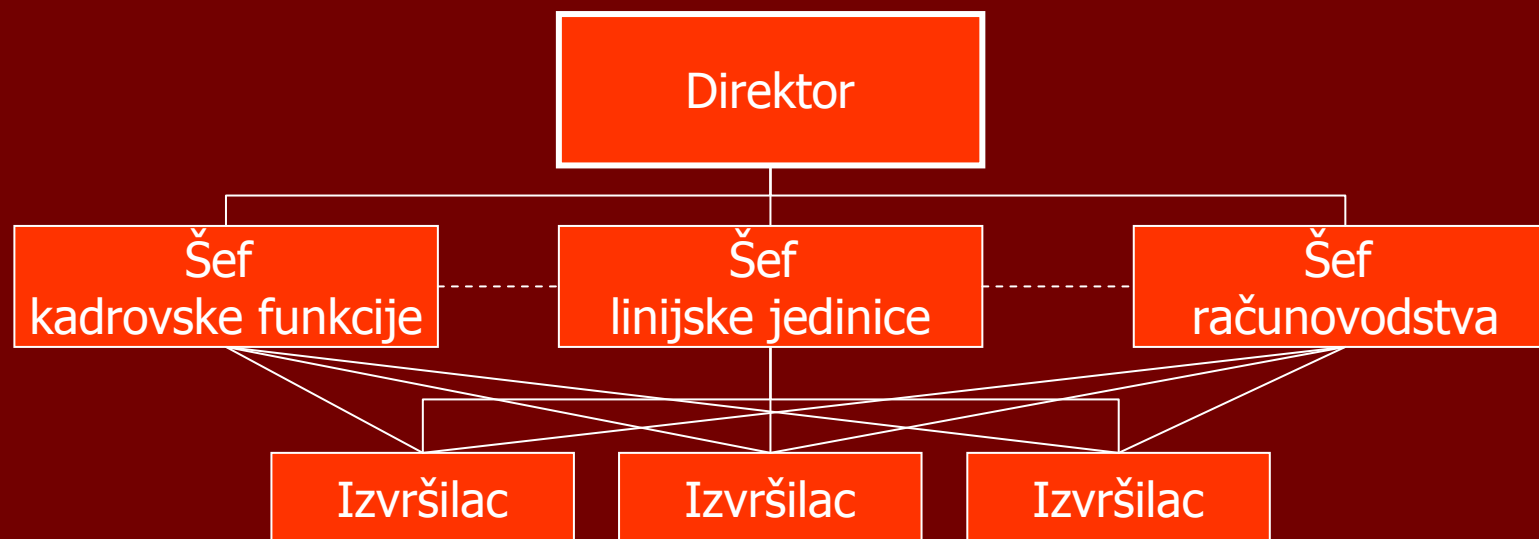 Direktor
Šef
kadrovske funkcije
Šef
linijske jedinice
Šef
računovodstva
Izvršilac
Izvršilac
Izvršilac